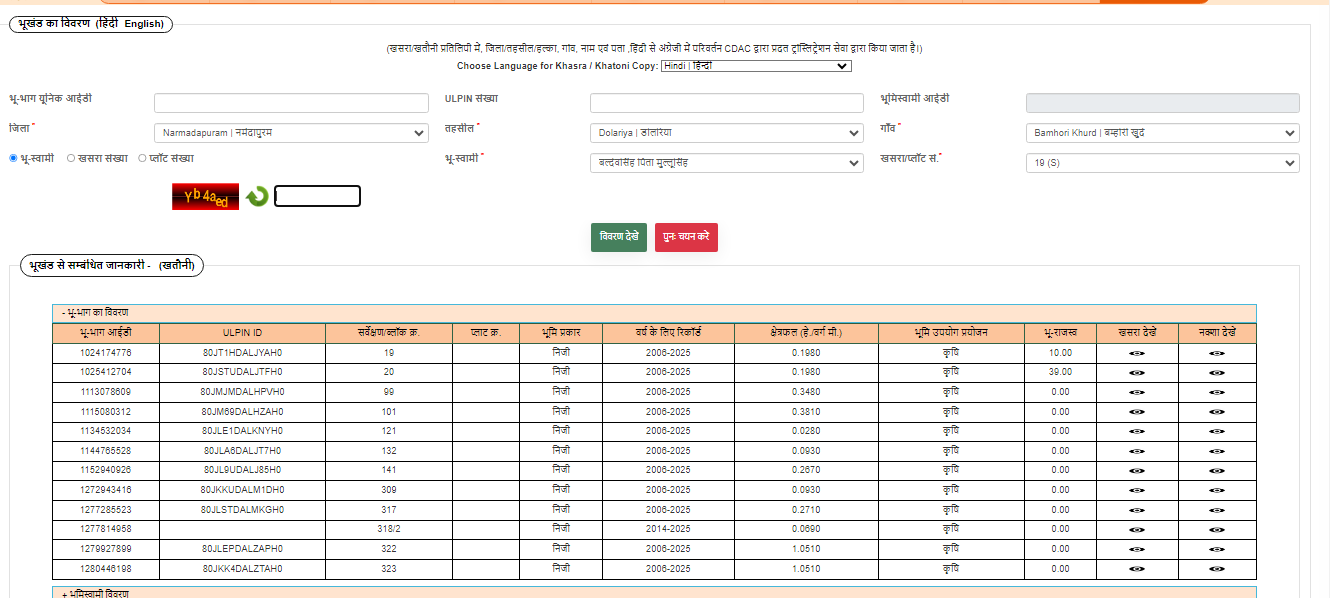 भूखंड का विवरण (हिंदी English)
(खसरा/खतौनी प्रतिलिपी में, जिला/तहसील/हल्का, गांव, नाम एवं पता ,हिंदी से अंग्रेजी में परिवर्तन CDAC द्वारा प्रदत ट्रांस्लिट्रेशन सेवा द्वारा किया जाता है।)
Choose Language for Khasra / Khatoni Copy: Hindi | हिन्दी
भू-भाग यूनिक आईडी ULPIN संख्या भूमिस्वामी आईडी
जिला * Narmadapuram | नर्मदापुरम तहसील * Dolariya | डोलरिया गाँव * Bamhori Khurd | बम्होरी खुर्द
भू-स्वामी खसरा संख्या प्लॉट संख्या भू-स्वामी * बल्देवसिंह पिता मुल्लूसिंह खसरा/प्लॉट सं.* 19 (S)
Yb4aed
विवरण देखे पुनः चयन करे
भूखंड से सम्बंधित जानकारी - (खतौनी)
- भू-भाग का विवरण
भू-भाग आईडी ULPIN ID सर्वेक्षण/ब्लॉक क्र. प्लाट क्र. भूमि प्रकार वर्ष के लिए रिकॉर्ड क्षेत्रफल (हे./वर्ग मी.) भूमि उपयोग प्रयोजन भू-राजस्व खसरा देखे नक्शा देखे
1024174776 80JT1HDALJYAH0 19 निजी 2006-2025 0.1980 कृषि 10.00
1025412704 80JSTUDALJTFH0 20 निजी 2006-2025 0.1980 कृषि 39.00
1113078609 80JMJMDALHPVH0 99 निजी 2006-2025 0.3480 कृषि 0.00
1115080312 80JM69DALHZAH0 101 निजी 2006-2025 0.3810 कृषि 0.00
1134532034 80JLE1DALKNYH0 121 निजी 2006-2025 0.0280 कृषि 0.00
1144765528 80JLA6DALJT7H0 132 निजी 2006-2025 0.0930 कृषि 0.00
1152940926 80JL9UDALJ85H0 141 निजी 2006-2025 0.2670 कृषि 0.00
1272943416 80JKKUDALM1DH0 309 निजी 2006-2025 0.0930 कृषि 0.00
1277285523 80JLSTDALMKGH0 317 निजी 2006-2025 0.2710 कृषि 0.00
1277814958 318/2 निजी 2014-2025 0.0690 कृषि 0.00
1279927899 80JLEPDALZAPH0 322 निजी 2006-2025 1.0510 कृषि 0.00
1280446198 80JKK4DALZTAH0 323 निजी 2006-2025 1.0510 कृषि 0.00
+ भूमिस्वामी विवरण